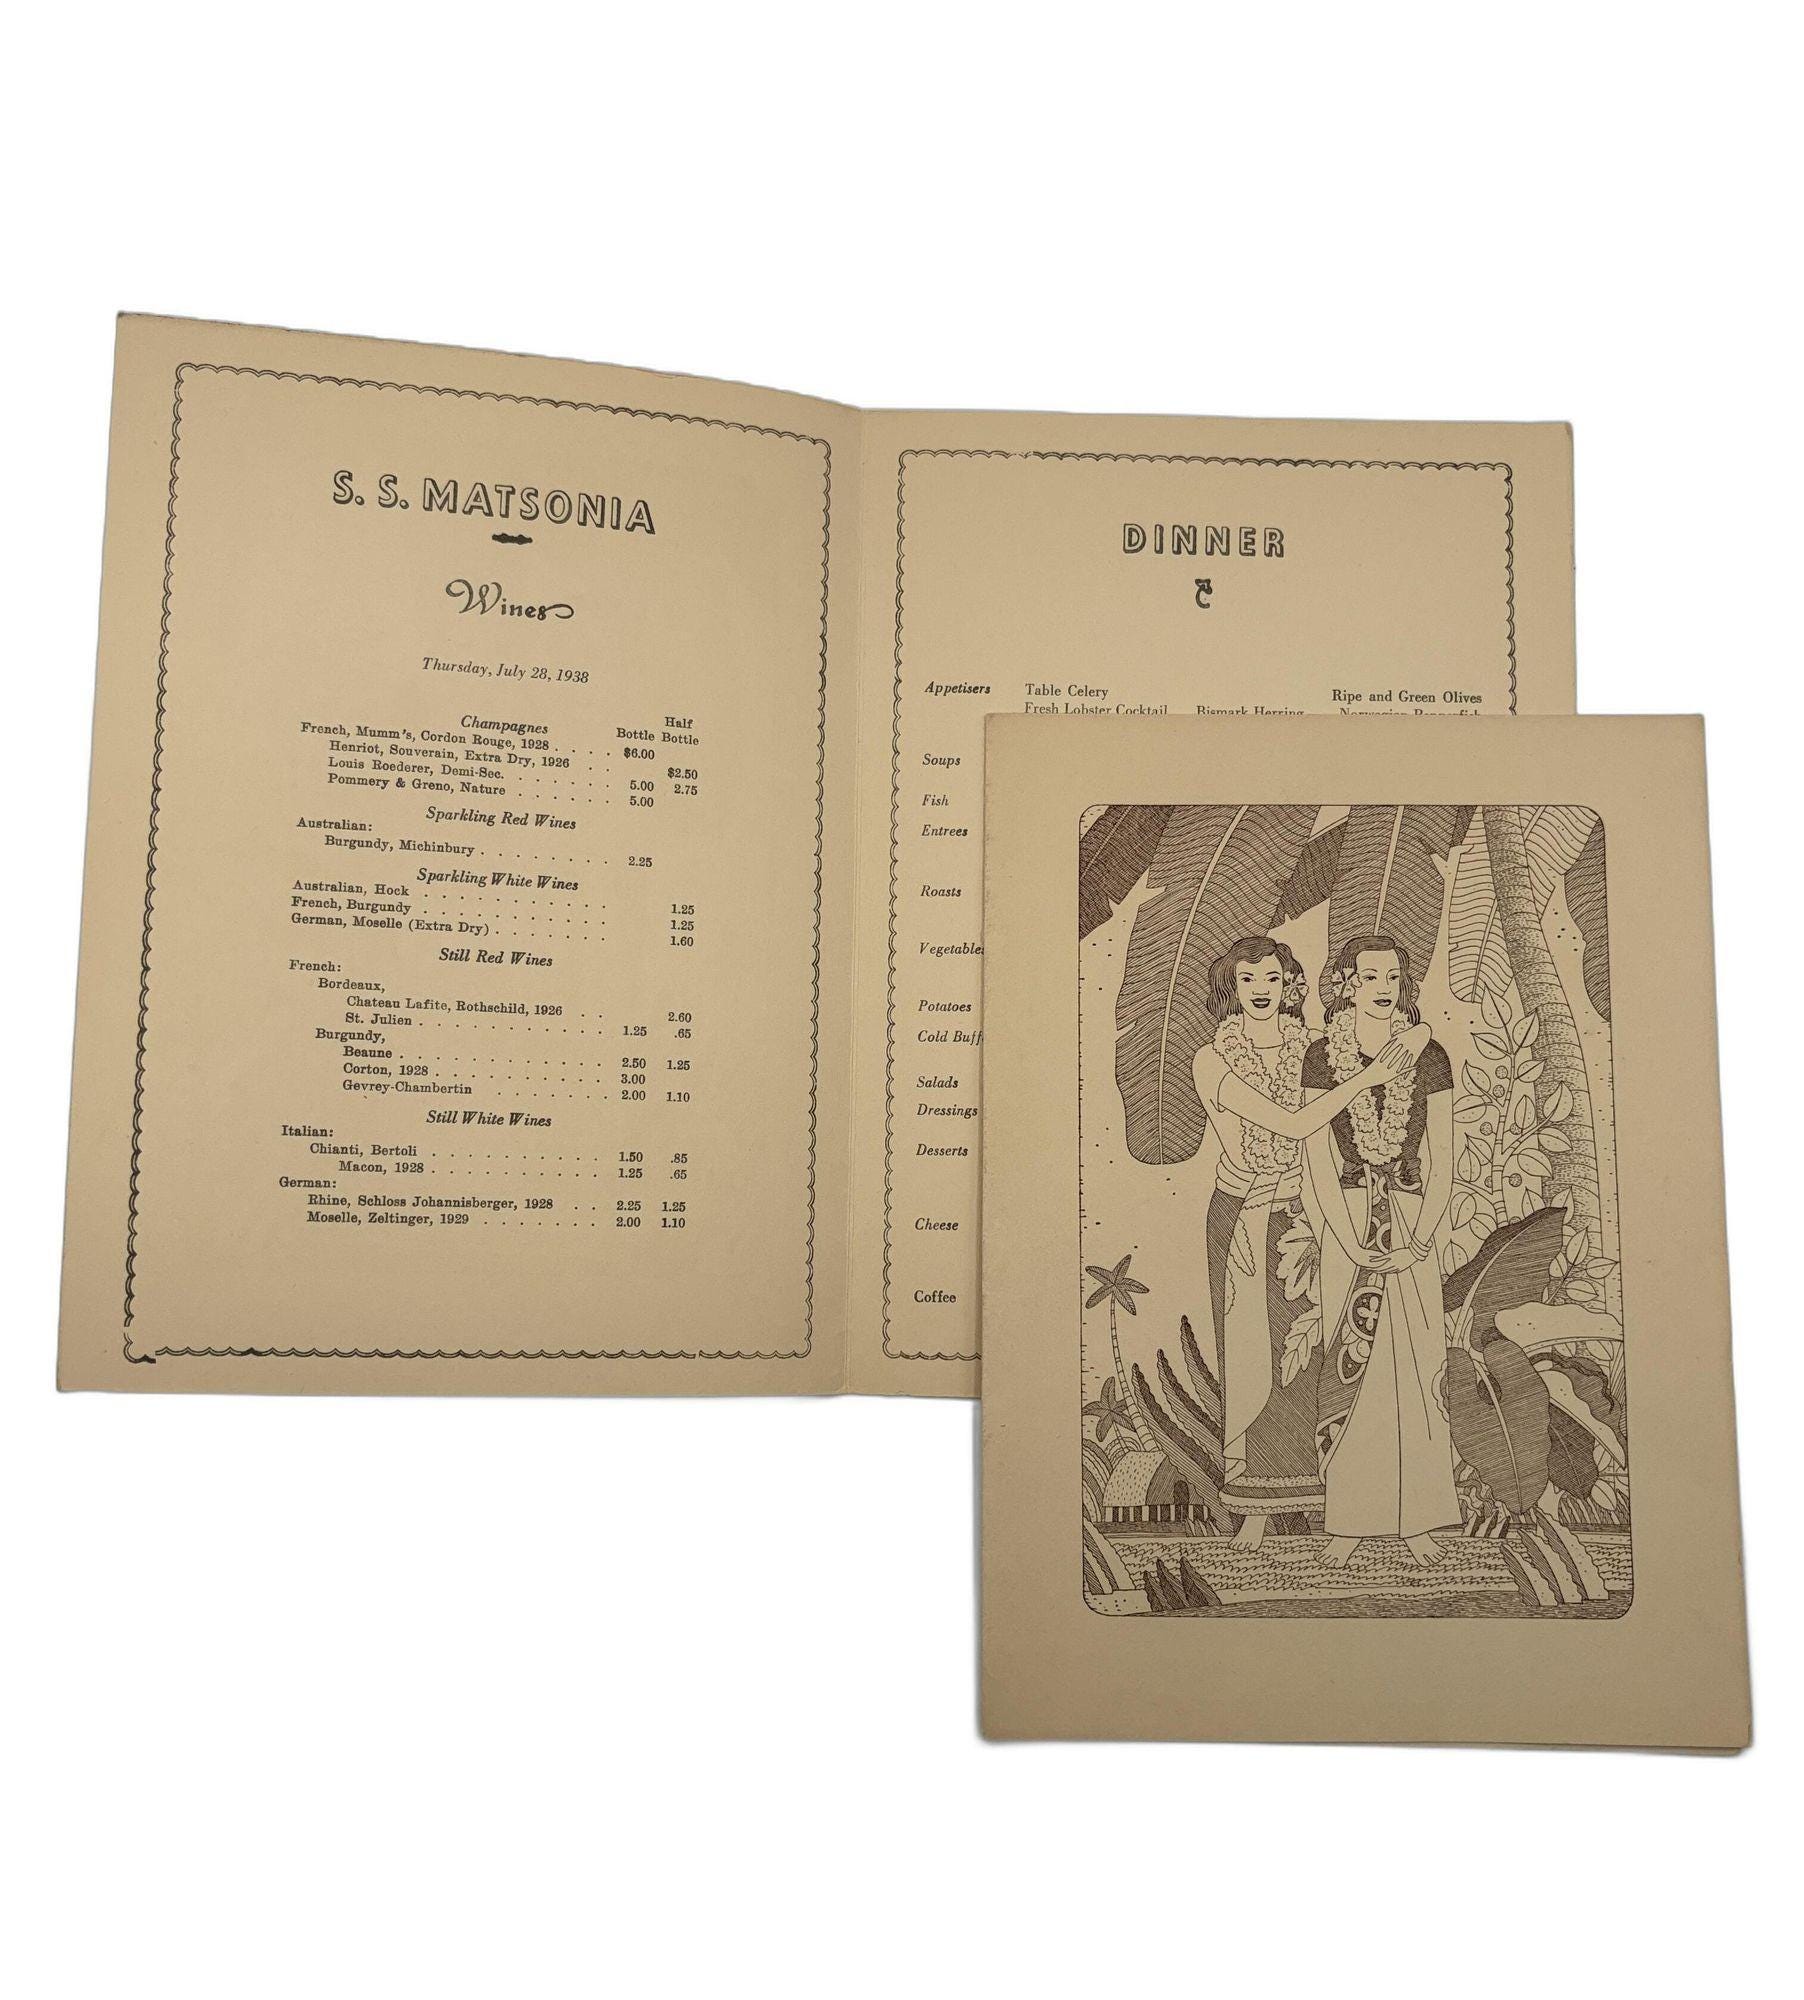 S. S. MATSONIA
Wines
Thursday, July 28, 1938
Champagnes Bottle Half Bottle
French, Mumm's, Cordon Rouge, 1928 . . . . $6.00
Henriot, Souverain, Extra Dry, 1926 . . $2.50
Louis Roederer, Demi-Sec. . . . . . . 5.00 2.75
Pommery & Greno, Nature . . . . . . 5.00
Sparkling Red Wines
Australian:
Burgundy, Michinbury . . . . . . . . 2.25
Sparkling White Wines
Australian, Hock . . . . . . . . . . . 1.25
French, Burgundy . . . . . . . . . . 1.25
German, Moselle (Extra Dry) . . . . . . . 1.60
Still Red Wines
French:
Bordeaux,
Chateau Lafite, Rothschild, 1926 . . 2.60
St. Julien . . . . . . . . . . . 1.25 .65
Burgundy,
Beaune . . . . . . . . . . . . 2.50 1.25
Corton, 1928 . . . . . . . . . . 3.00
Gevrey-Chambertin . . . . . . . 2.00 1.10
Still White Wines
Italian:
Chianti, Bertoli . . . . . . . . . . 1.50 .85
Macon, 1928 . . . . . . . . . . 1.25 .65
German:
Rhine, Schloss Johannisberger, 1928 . . 2.25 1.25
Moselle, Zeltinger, 1929 . . . . . . . 2.00 1.10
DINNER
Appetisers Table Celery Ripe and Green Olives
Fresh Lobster Cocktail Bismark Herring Norwegian
Soups
Fish
Entrees
Roasts
Vegetables
Potatoes
Cold Buff
Salads
Dressings
Desserts
Cheese
Coffee